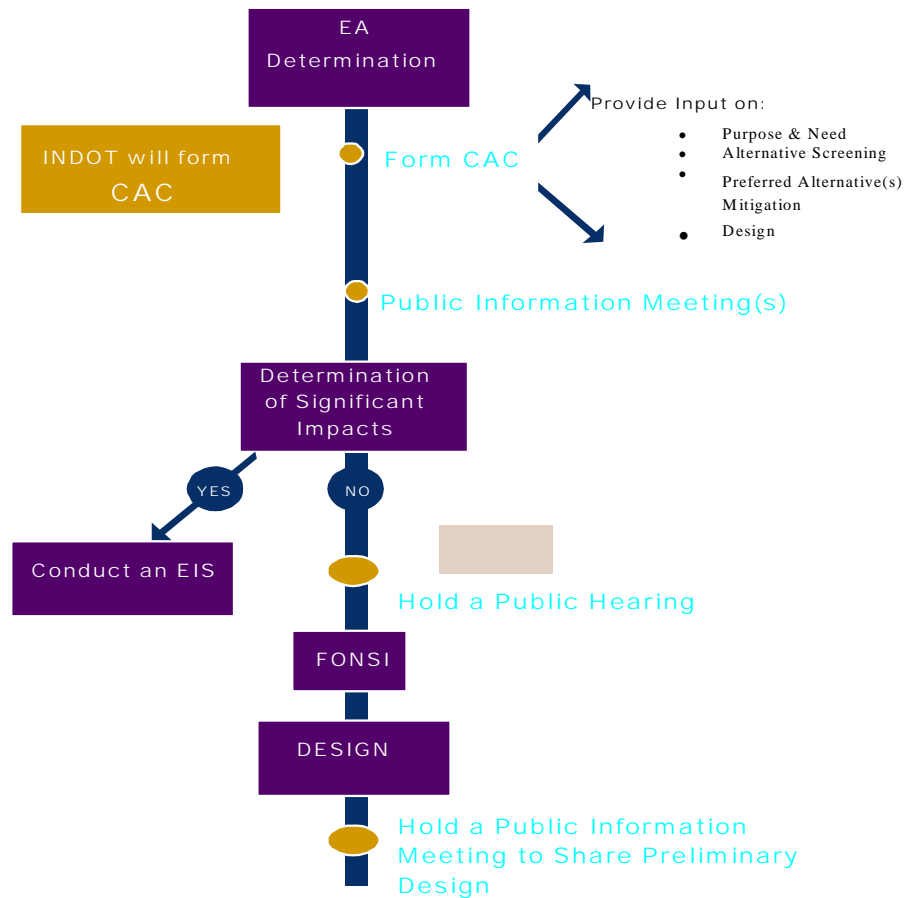 EA
Determination
INDOT will form
CAC
Form CAC
Provide Input on:
• Purpose & Need
• Alternative Screening
• Preferred Alternative(s)
Mitigation
• Design
Public Information Meeting(s)
Determination
of Significant
Impacts
YES
NO
Conduct an EIS
Hold a Public Hearing
FONSI
DESIGN
Hold a Public Information
Meeting to Share Preliminary
Design